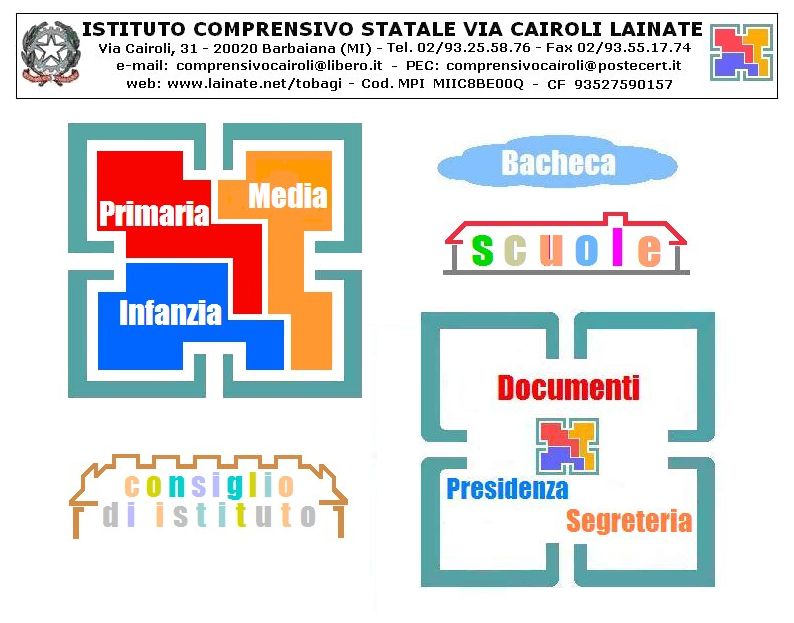 ISTITUTO COMPRENSIVO STATALE VIA CAIROLI LAINATE
Via Cairoli, 31 - 20020 Barbaiana (MI) - Tel. 02/93.25.58.76 - Fax 02/93.55.17.74
e-mail: comprensivocairoli@libero.it - PEC: comprensivocairoli@postecert.it
web: www.lainate.net/tobagi - Cod. MPI MIIC8BE00Q - CF 93527590157
Primaria
Media
Infanzia
Bacheca
scuole
Documenti
Presidenza
Segreteria
consiglio
di istituto